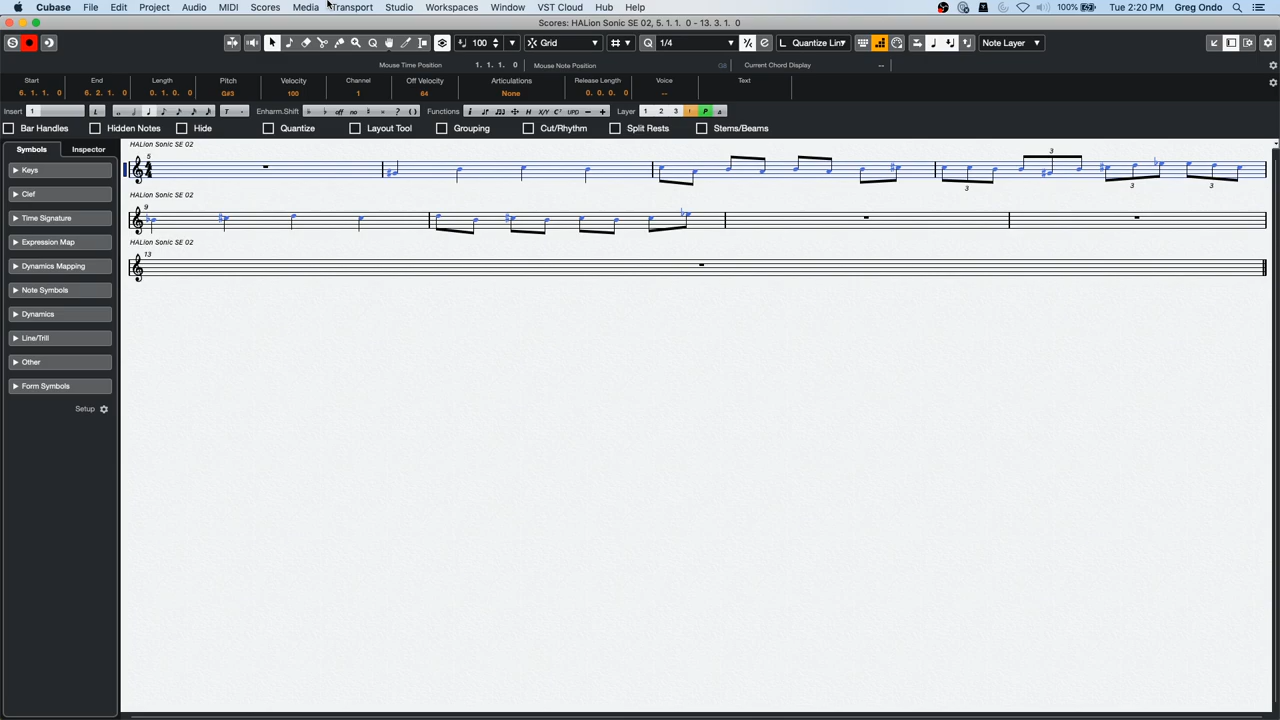 Cubase File Edit Project Audio MIDI Scores Media Transport Studio Workspaces Window VST Cloud Hub Help 100% Tue 2:20 PM Greg Ondo
Scores: HALion Sonic SE 02, 5. 1. 1. 0 - 13. 3. 1. 0
100 Grid 1/4 Quantize Lin Note Layer
Mouse Time Position 1. 1. 1. 0 Mouse Note Position Current Chord Display --
Start End Length Pitch Velocity Channel Off Velocity Articulations Release Length Voice Text
6. 1. 1. 0 6. 2. 1. 0 0. 1. 0. 0 G#3 100 1 64 None 0. 0. 0. 0 --
Insert 1 L T Enharm.Shift off no ? ( ) Functions H X/Y UPD Layer 1 2 3 ! P
Bar Handles Hidden Notes Hide Quantize Layout Tool Grouping Cut/Rhythm Split Rests Stems/Beams
Symbols Inspector
Keys
Clef
Time Signature
Expression Map
Dynamics Mapping
Note Symbols
Dynamics
Line/Trill
Other
Form Symbols
Setup
HALion Sonic SE 02
5
3
3 3 3
HALion Sonic SE 02
9
HALion Sonic SE 02
13